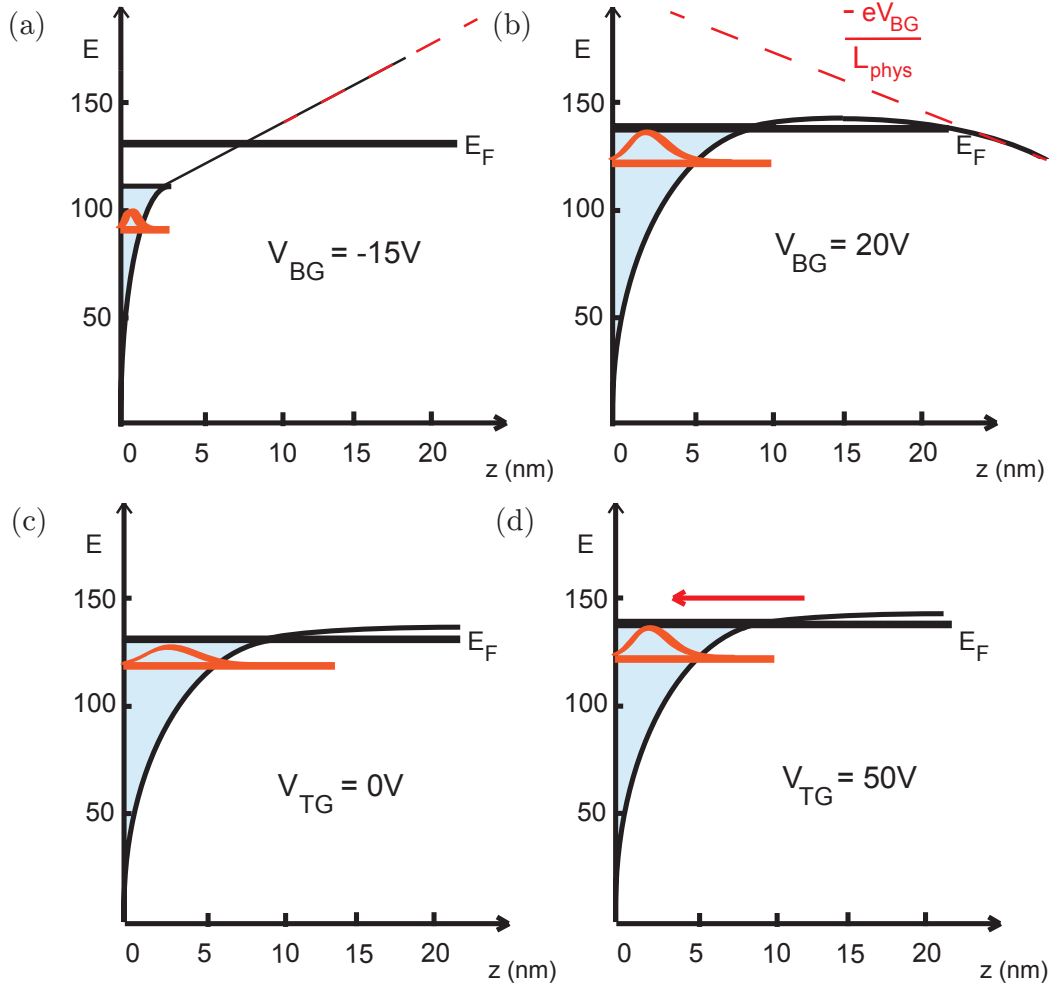 (a)
E
150
100
50
E_F
V_BG = -15V
0 5 10 15 20
z (nm)
(b)
E
- eV_BG
L_phys
150
100
50
E_F
V_BG = 20V
0 5 10 15 20
z (nm)
(c)
E
150
100
50
E_F
V_TG = 0V
0 5 10 15 20
z (nm)
(d)
E
150
100
50
E_F
V_TG = 50V
0 5 10 15 20
z (nm)